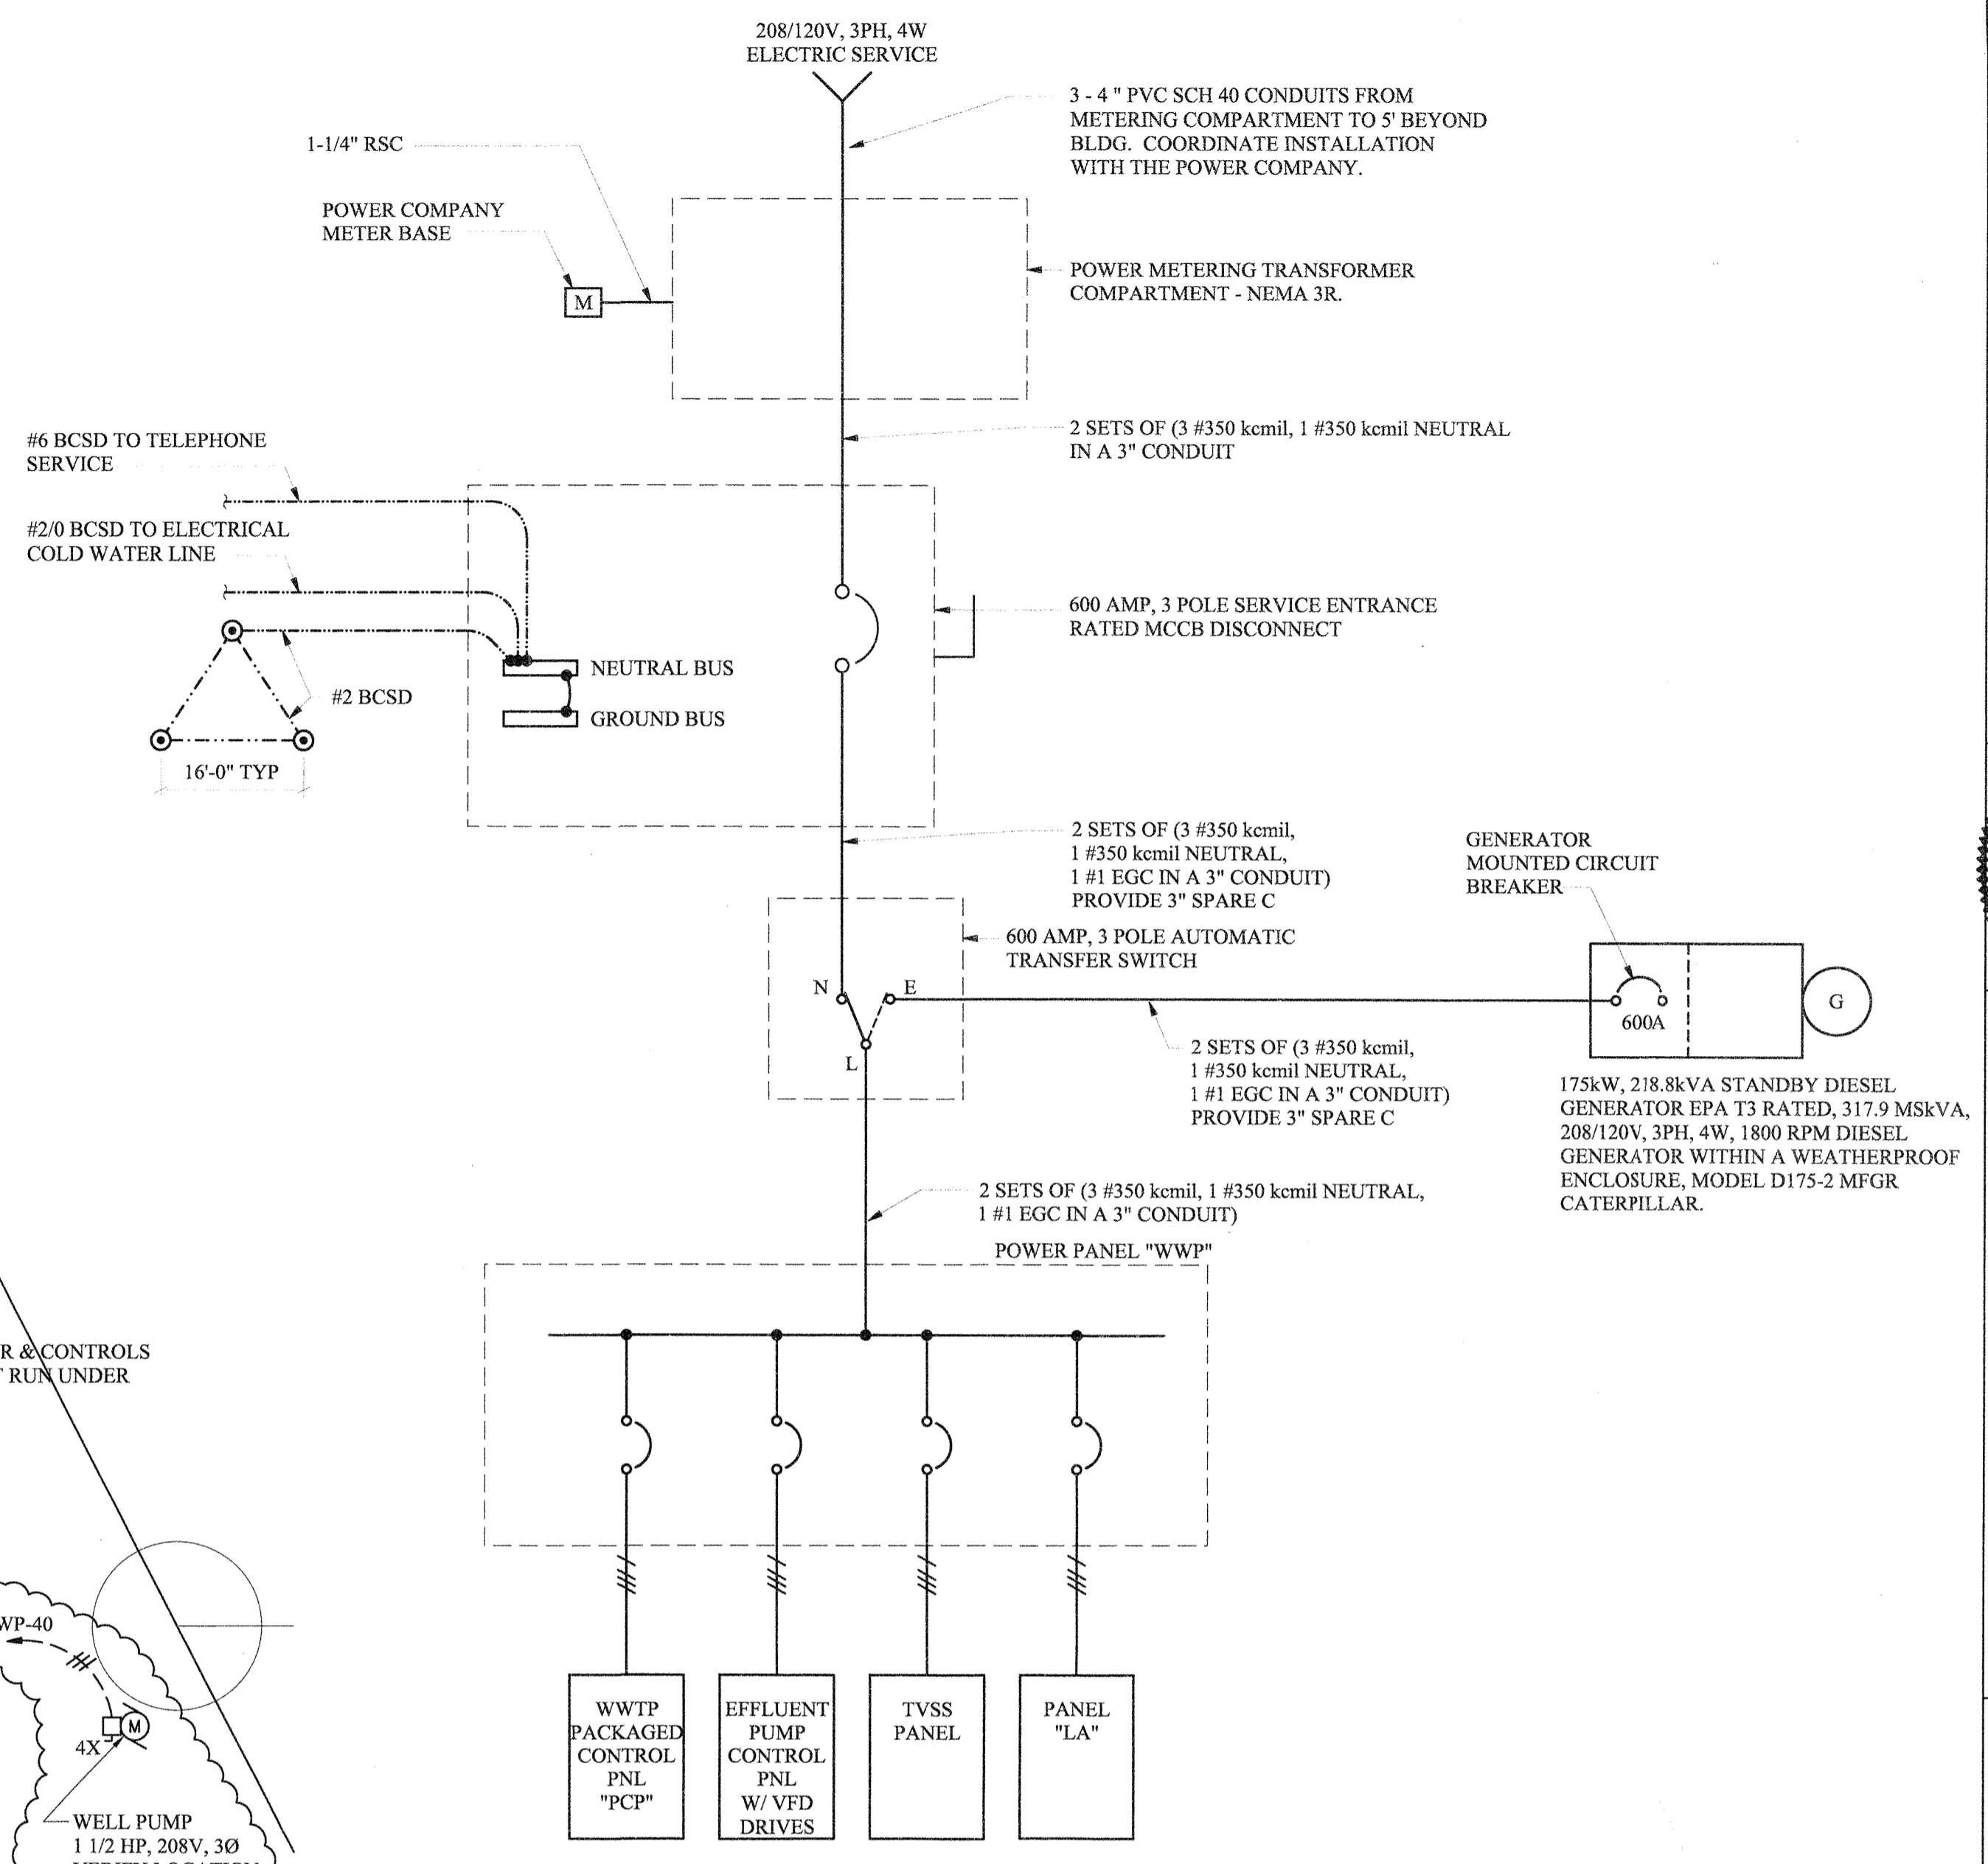 208/120V, 3PH, 4W
ELECTRIC SERVICE
3 - 4 " PVC SCH 40 CONDUITS FROM
METERING COMPARTMENT TO 5' BEYOND
BLDG. COORDINATE INSTALLATION
WITH THE POWER COMPANY.
1-1/4" RSC
POWER COMPANY
METER BASE
M
POWER METERING TRANSFORMER
COMPARTMENT - NEMA 3R.
2 SETS OF (3 #350 kcmil, 1 #350 kcmil NEUTRAL
IN A 3" CONDUIT
#6 BCSD TO TELEPHONE
SERVICE
#2/0 BCSD TO ELECTRICAL
COLD WATER LINE
600 AMP, 3 POLE SERVICE ENTRANCE
RATED MCCB DISCONNECT
NEUTRAL BUS
#2 BCSD
GROUND BUS
16'-0" TYP
2 SETS OF (3 #350 kcmil,
1 #350 kcmil NEUTRAL,
1 #1 EGC IN A 3" CONDUIT)
PROVIDE 3" SPARE C
GENERATOR
MOUNTED CIRCUIT
BREAKER
600 AMP, 3 POLE AUTOMATIC
TRANSFER SWITCH
N
E
L
600A
G
2 SETS OF (3 #350 kcmil,
1 #350 kcmil NEUTRAL,
1 #1 EGC IN A 3" CONDUIT)
PROVIDE 3" SPARE C
175kW, 218.8kVA STANDBY DIESEL
GENERATOR EPA T3 RATED, 317.9 MSkVA,
208/120V, 3PH, 4W, 1800 RPM DIESEL
GENERATOR WITHIN A WEATHERPROOF
ENCLOSURE, MODEL D175-2 MFGR
CATERPILLAR.
2 SETS OF (3 #350 kcmil, 1 #350 kcmil NEUTRAL,
1 #1 EGC IN A 3" CONDUIT)
POWER PANEL "WWP"
R & CONTROLS
RUN UNDER
WP-40
4X
M
WELL PUMP
1 1/2 HP, 208V, 3Ø
VERIFY LOCATION
WWTP
PACKAGED
CONTROL
PNL
"PCP"
EFFLUENT
PUMP
CONTROL
PNL
W/ VFD
DRIVES
TVSS
PANEL
PANEL
"LA"